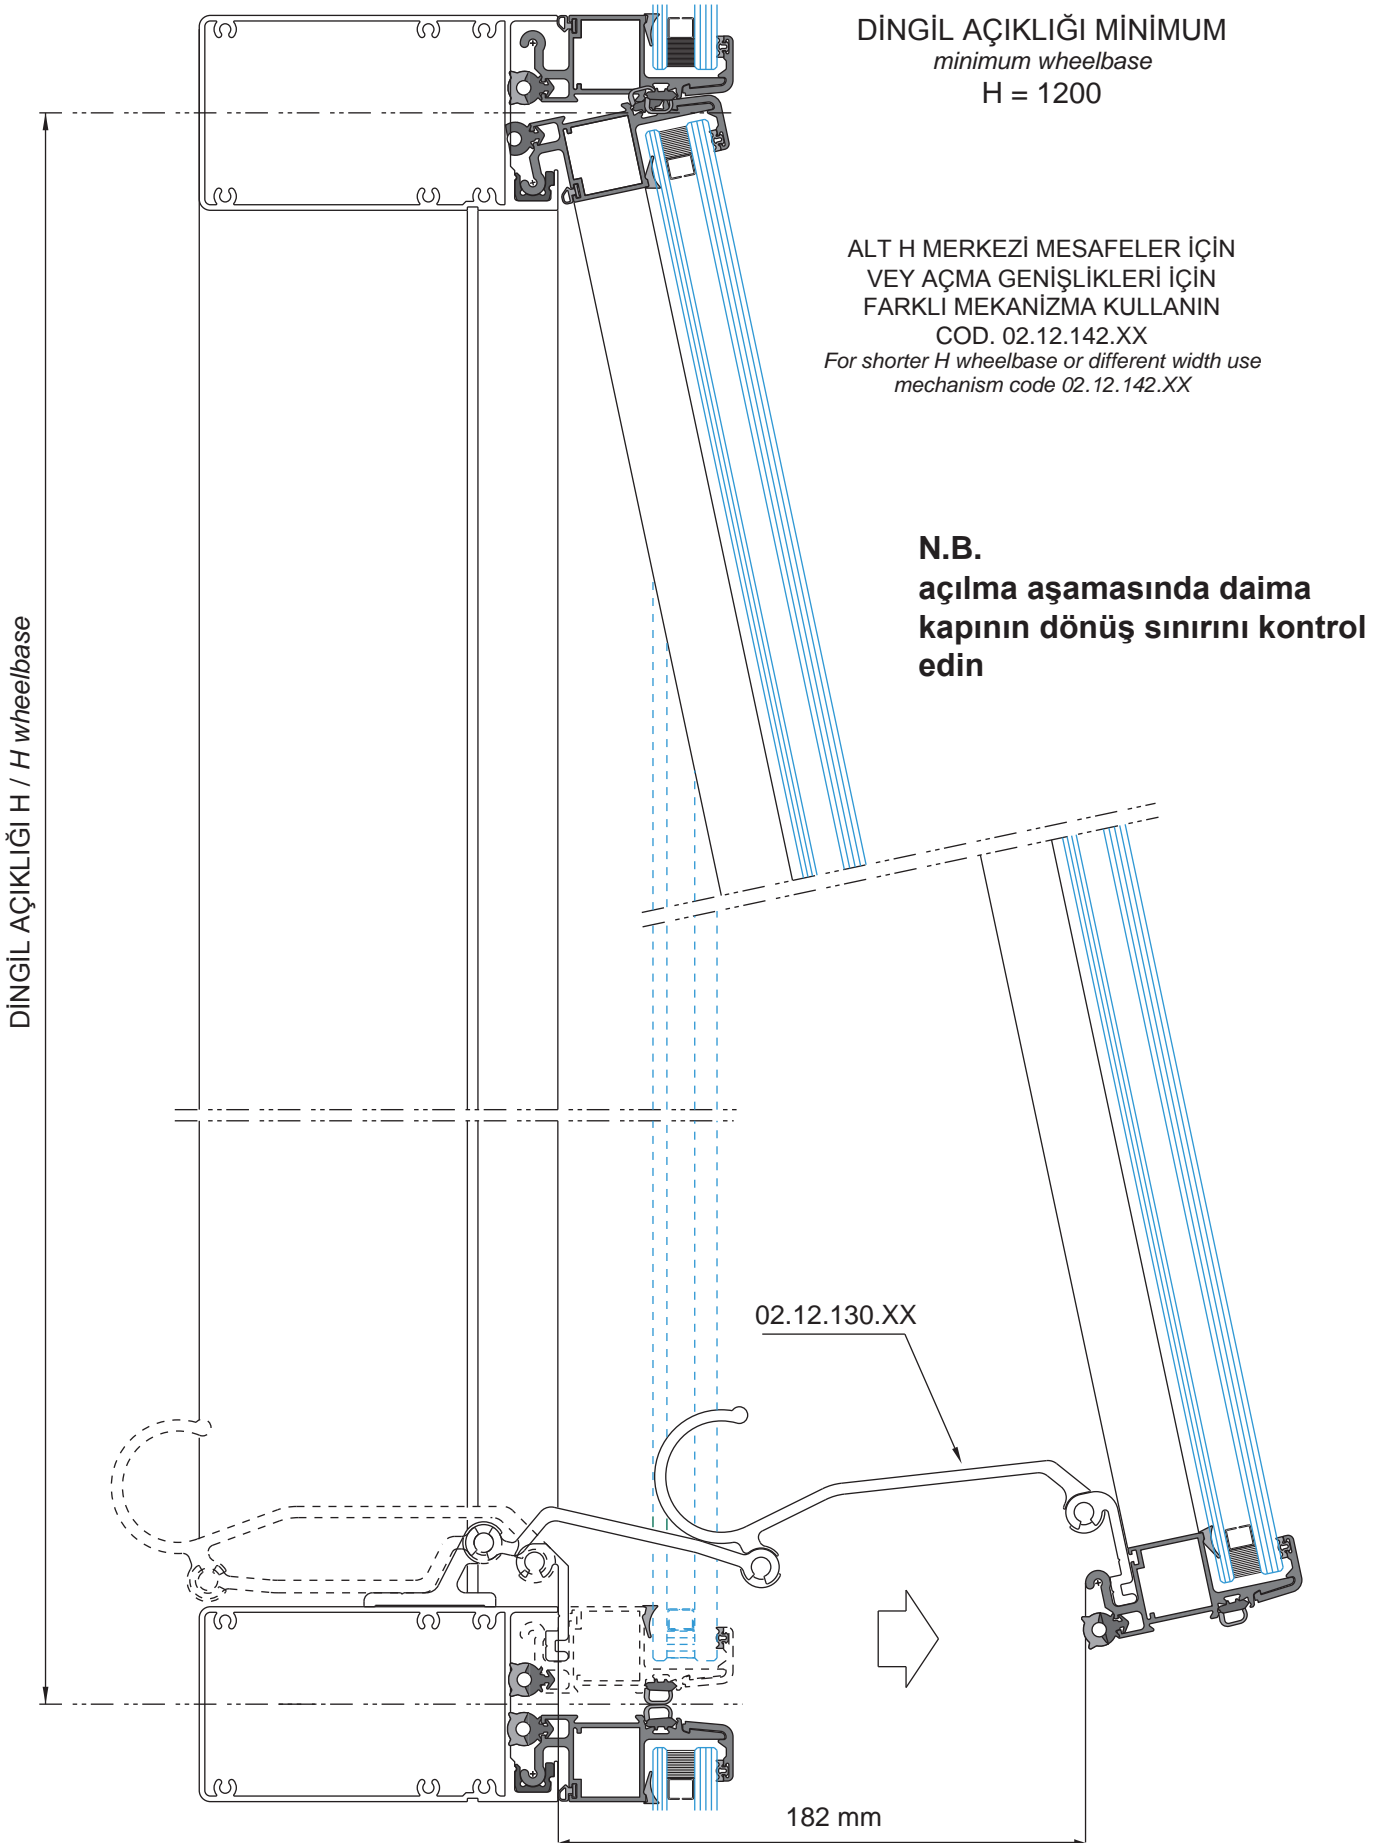 DİNGİL AÇIKLIĞI MİNİMUM
minimum wheelbase
H = 1200
ALT H MERKEZİ MESAFELER İÇİN
VEY AÇMA GENİŞLİKLERİ İÇİN
FARKLI MEKANİZMA KULLANIN
COD. 02.12.142.XX
For shorter H wheelbase or different width use
mechanism code 02.12.142.XX
N.B.
açılma aşamasında daima
kapının dönüş sınırını kontrol
edin
DİNGİL AÇIKLIĞI H / H wheelbase
02.12.130.XX
182 mm